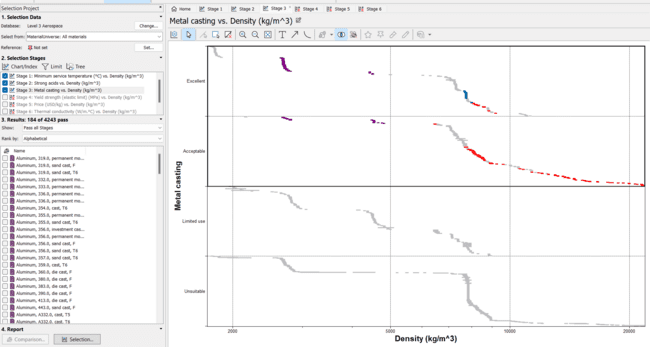 Selection Project
1. Selection Data
Database: Level 3 Aerospace
Change...
Select from: MaterialUniverse: All materials
Reference: Not set
Set...
2. Selection Stages
Chart/Index Limit Tree
Stage 1: Minimum service temperature (°C) vs. Density (kg/m^3)
Stage 2: Strong acids vs. Density (kg/m^3)
Stage 3: Metal casting vs. Density (kg/m^3)
Stage 4: Yield strength (elastic limit) (MPa) vs. Density (kg/m^3)
Stage 5: Price (USD/kg) vs. Density (kg/m^3)
Stage 6: Thermal conductivity (W/m.°C) vs. Density (kg/m^3)
3. Results: 184 of 4243 pass
Show: Pass all Stages
Rank by: Alphabetical
Name
Aluminum, 319.0, permanent mo...
Aluminum, 319.0, sand cast, F
Aluminum, 319.0, sand cast, T6
Aluminum, 332.0, permanent mo...
Aluminum, 333.0, permanent mo...
Aluminum, 336.0, permanent mo...
Aluminum, 354.0, cast, T6
Aluminum, 355.0, permanent mo...
Aluminum, 355.0, sand cast, T6
Aluminum, 356.0, investment cas...
Aluminum, 356.0, permanent mo...
Aluminum, 356.0, sand cast, F
Aluminum, 356.0, sand cast, T6
Aluminum, 357.0, sand cast, T6
Aluminum, 359.0, cast, T6
Aluminum, 360.0, die cast, F
Aluminum, 380.0, die cast, F
Aluminum, 383.0, die cast, F
Aluminum, 390.0, die cast, F
Aluminum, 413.0, die cast, F
Aluminum, 443.0, sand cast, F
Aluminum, A332.0, cast, T5
Aluminum, A332.0, cast, T6
4. Report
Comparison...
Selection...
Home
Stage 1
Stage 2
Stage 3
Stage 4
Stage 5
Stage 6
Metal casting vs. Density (kg/m^3)
Metal casting
Excellent
Acceptable
Limited use
Unsuitable
2000
5000
10000
20000
Density (kg/m^3)